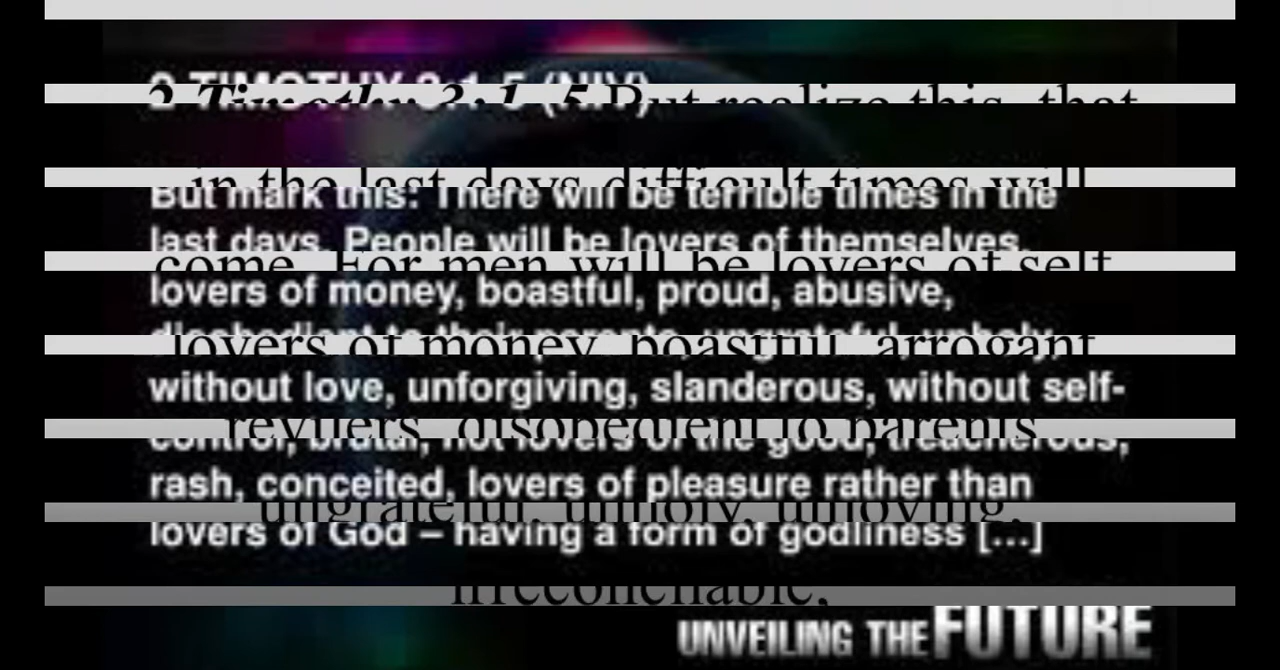 2 TIMOTHY 3:1-5 (NIV)
2 Timothy 3:1-5 But realize this, that
in the last days difficult times will
But mark this: There will be terrible times in the
last days. People will be lovers of themselves,
come. For men will be lovers of self
lovers of money, boastful, proud, abusive,
disobedient to their parents, ungrateful, unholy,
lovers of money, boastful, arrogant
without love, unforgiving, slanderous, without self-
revilers, disobedient to parents
control, brutal, not lovers of the good, treacherous,
rash, conceited, lovers of pleasure rather than
ungrateful, unholy, unloving,
lovers of God – having a form of godliness [...]
irreconcilable,
UNVEILING THE FUTURE